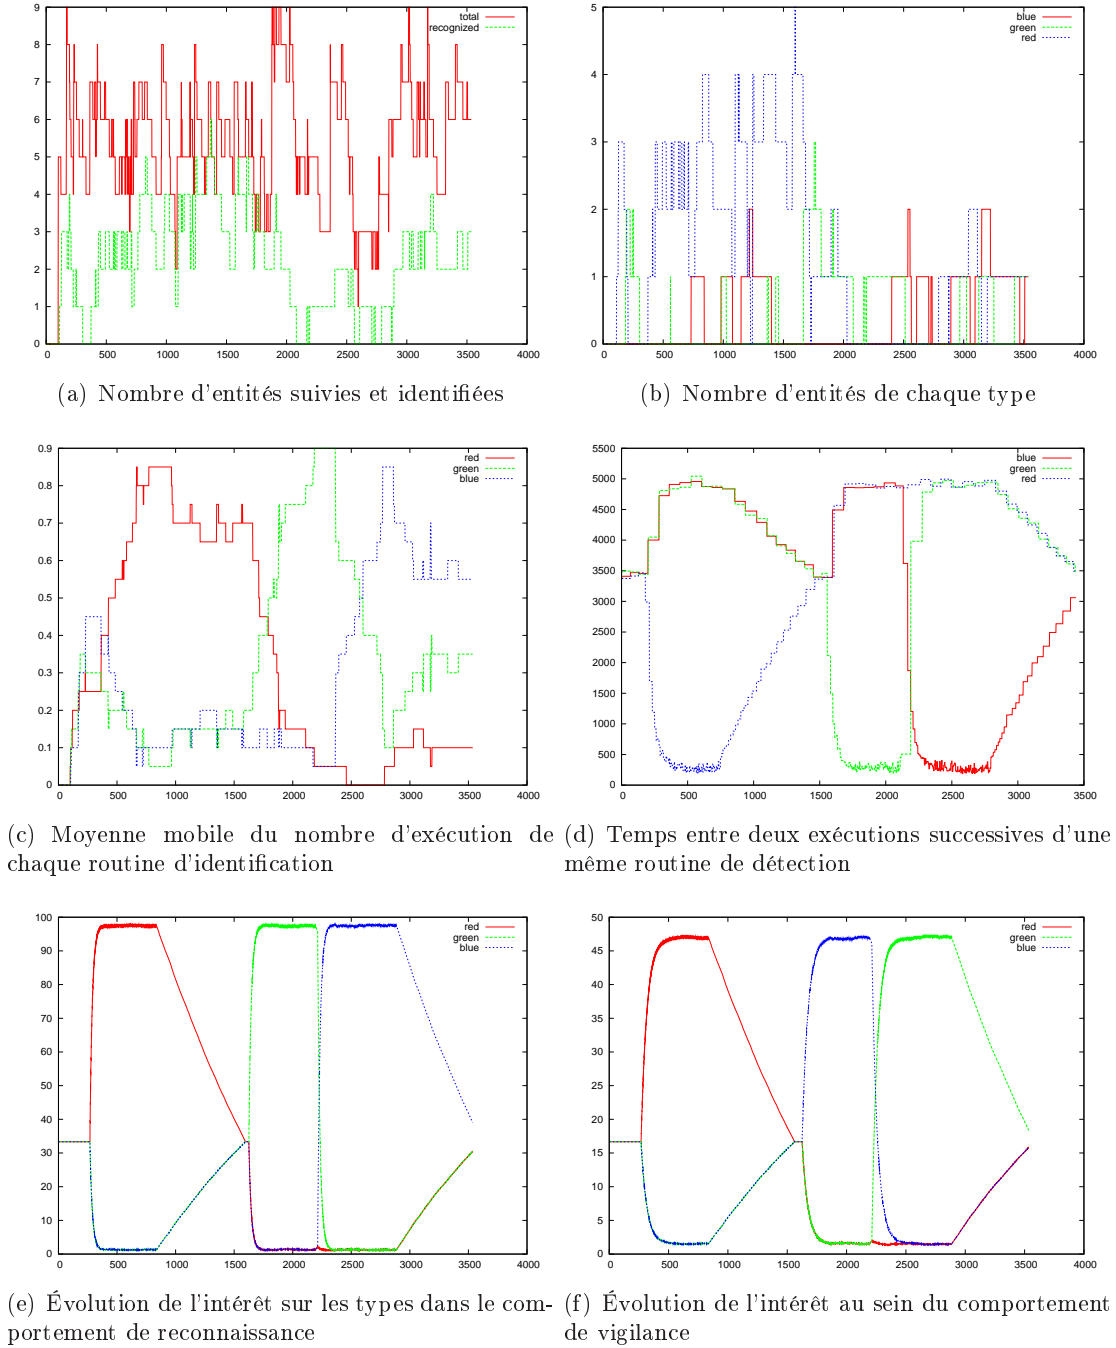 9
8
7
6
5
4
3
2
1
0
0 500 1000 1500 2000 2500 3000 3500 4000
total
recognized
(a) Nombre d'entités suivies et identifiées
5
4
3
2
1
0
0 500 1000 1500 2000 2500 3000 3500 4000
blue
green
red
(b) Nombre d'entités de chaque type
0.9
0.8
0.7
0.6
0.5
0.4
0.3
0.2
0.1
0
0 500 1000 1500 2000 2500 3000 3500 4000
red
green
blue
(c) Moyenne mobile du nombre d'exécution de
chaque routine d'identification
5500
5000
4500
4000
3500
3000
2500
2000
1500
1000
500
0
0 500 1000 1500 2000 2500 3000 3500
blue
green
red
(d) Temps entre deux exécutions successives d'une
même routine de détection
100
90
80
70
60
50
40
30
20
10
0
0 500 1000 1500 2000 2500 3000 3500 4000
red
green
blue
(e) Évolution de l'intérêt sur les types dans le com-
portement de reconnaissance
50
45
40
35
30
25
20
15
10
5
0
0 500 1000 1500 2000 2500 3000 3500 4000
red
green
blue
(f) Évolution de l'intérêt au sein du comportement
de vigilance